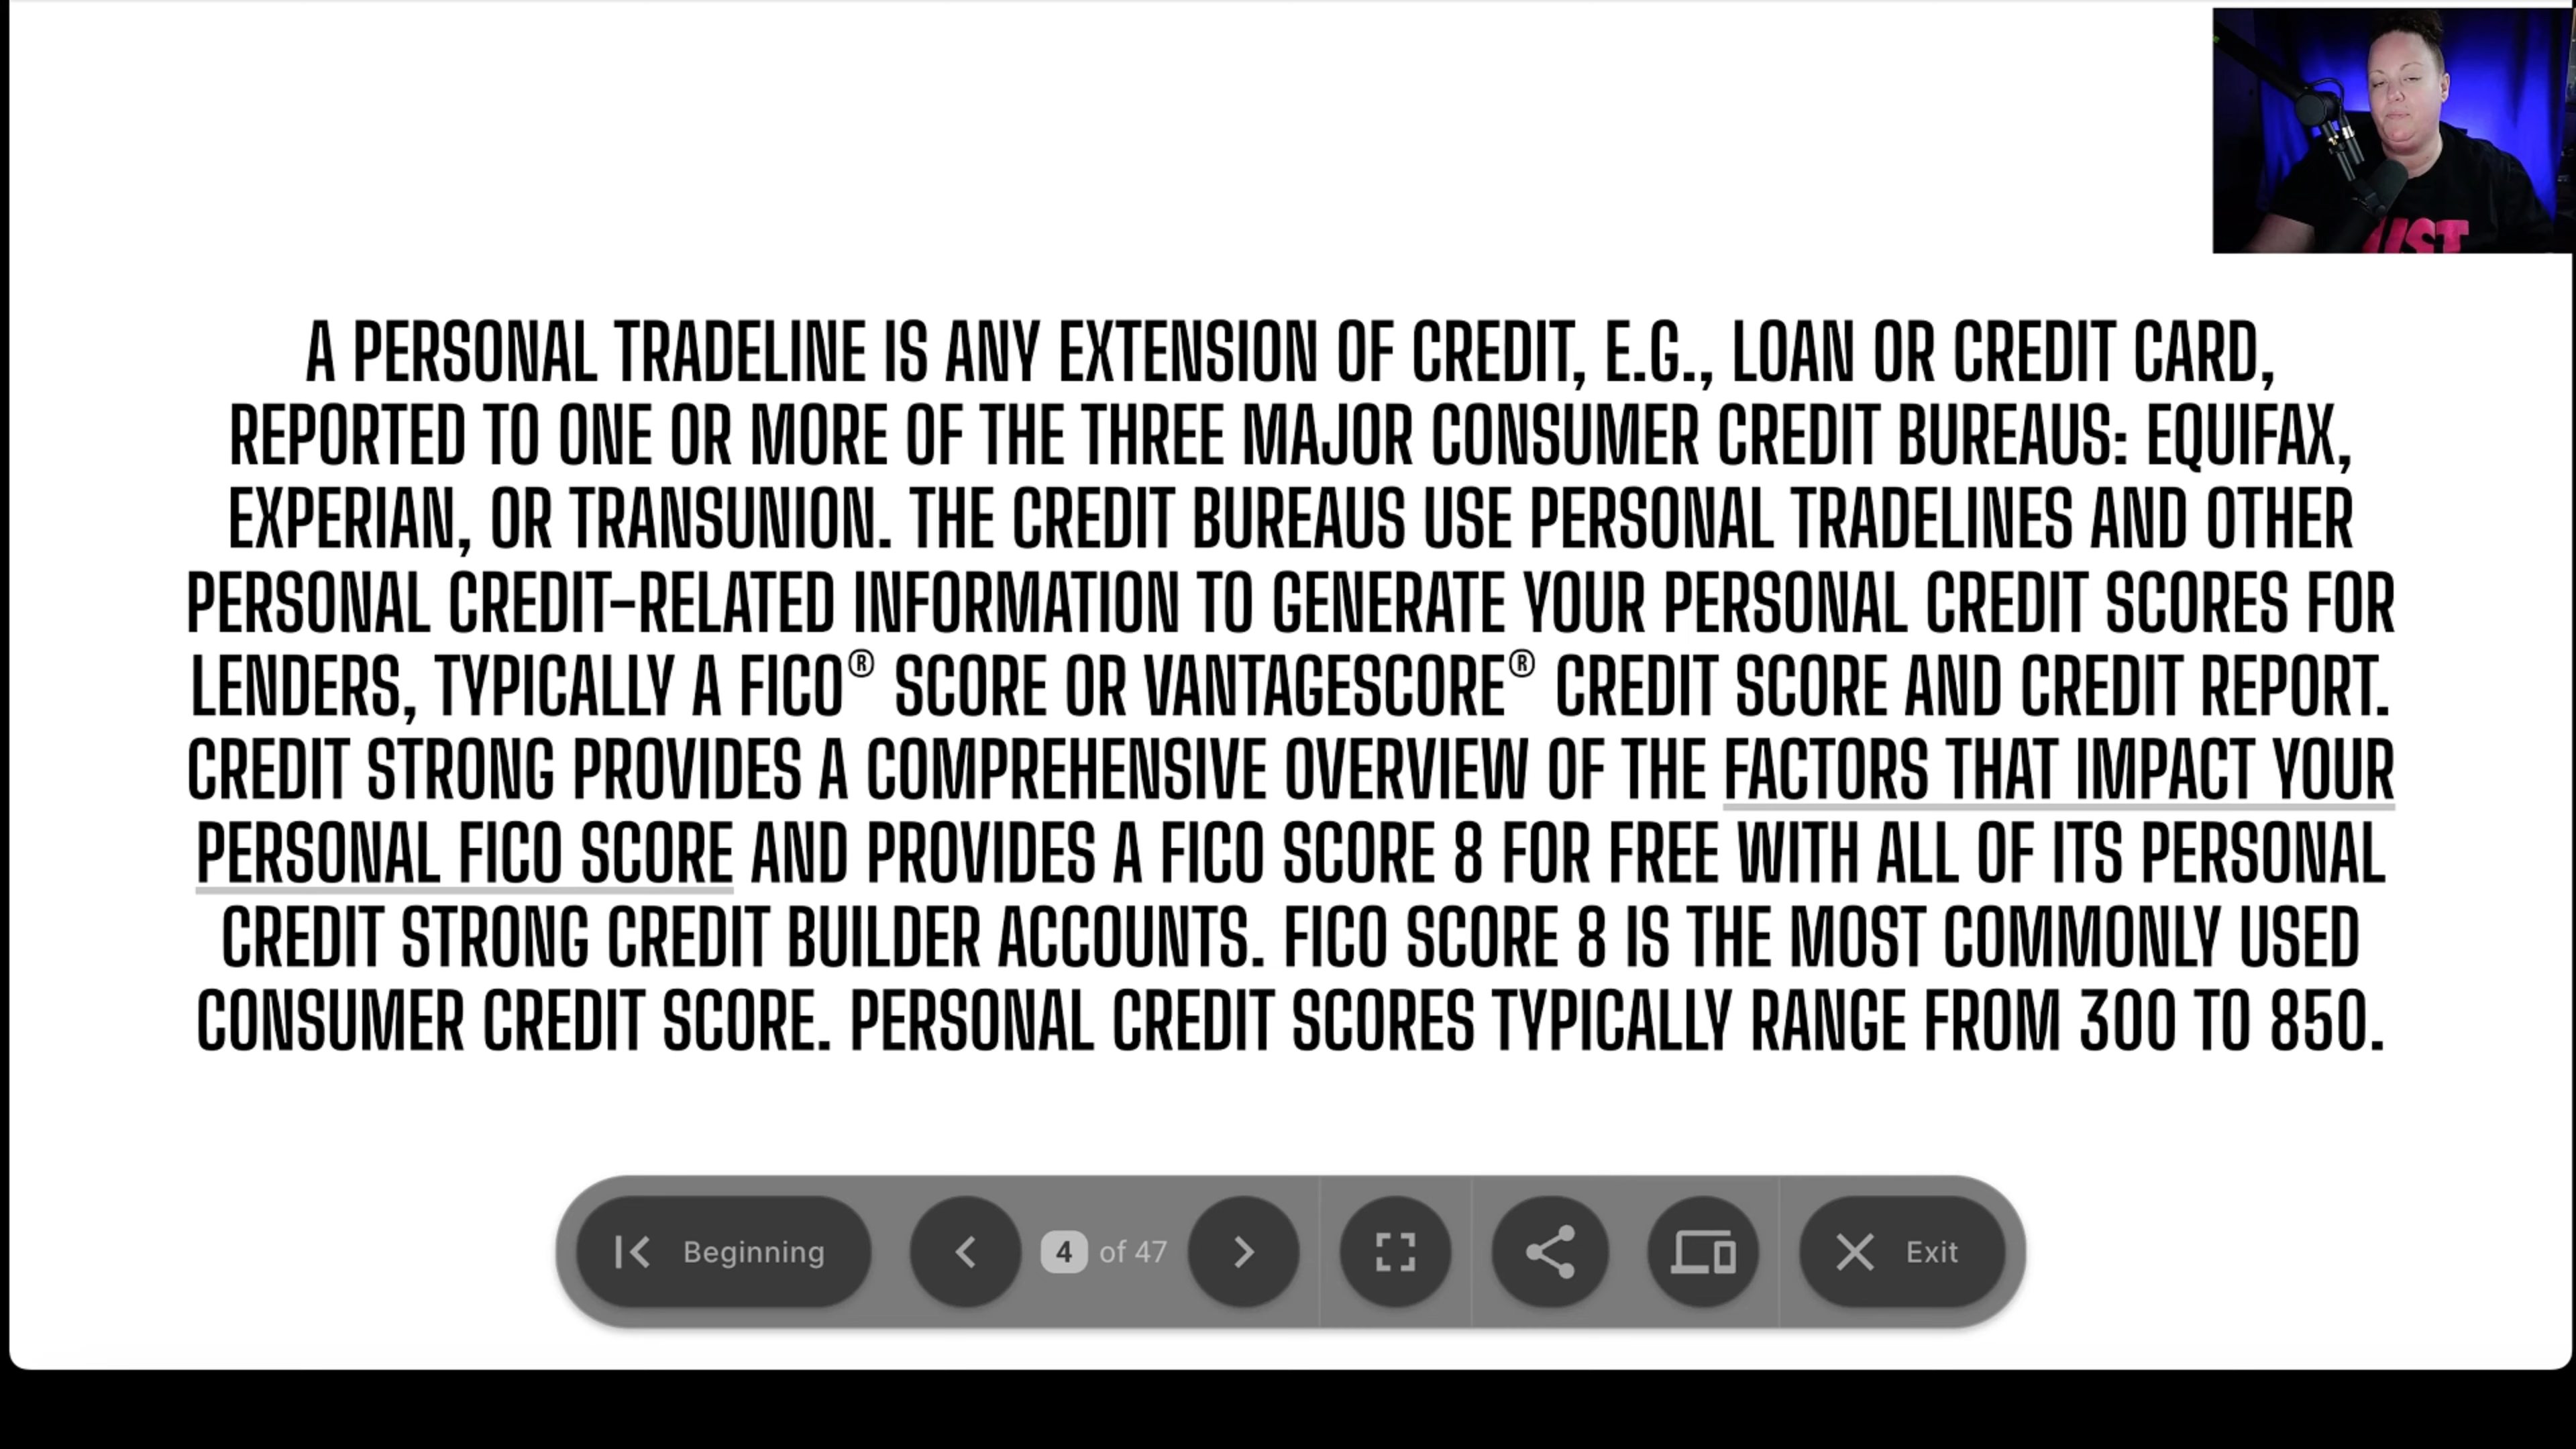 A PERSONAL TRADELINE IS ANY EXTENSION OF CREDIT, E.G., LOAN OR CREDIT CARD,
REPORTED TO ONE OR MORE OF THE THREE MAJOR CONSUMER CREDIT BUREAUS: EQUIFAX,
EXPERIAN, OR TRANSUNION. THE CREDIT BUREAUS USE PERSONAL TRADELINES AND OTHER
PERSONAL CREDIT-RELATED INFORMATION TO GENERATE YOUR PERSONAL CREDIT SCORES FOR
LENDERS, TYPICALLY A FICO® SCORE OR VANTAGESCORE® CREDIT SCORE AND CREDIT REPORT.
CREDIT STRONG PROVIDES A COMPREHENSIVE OVERVIEW OF THE FACTORS THAT IMPACT YOUR
PERSONAL FICO SCORE AND PROVIDES A FICO SCORE 8 FOR FREE WITH ALL OF ITS PERSONAL
CREDIT STRONG CREDIT BUILDER ACCOUNTS. FICO SCORE 8 IS THE MOST COMMONLY USED
CONSUMER CREDIT SCORE. PERSONAL CREDIT SCORES TYPICALLY RANGE FROM 300 TO 850.
Beginning 4 of 47 Exit